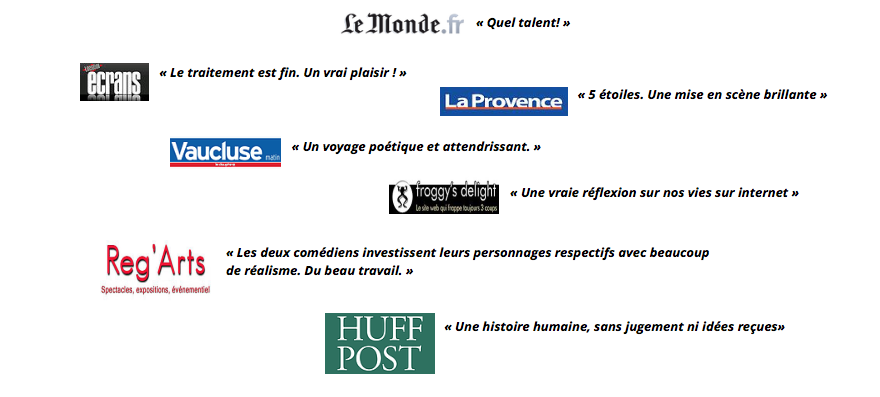 Le Monde.fr « Quel talent! »
ecrans « Le traitement est fin. Un vrai plaisir ! »
La Provence « 5 étoiles. Une mise en scène brillante »
Vaucluse matin « Un voyage poétique et attendrissant. »
froggy's delight « Une vraie réflexion sur nos vies sur internet »
Le site web qui frappe toujours 3 coups
Reg'Arts « Les deux comédiens investissent leurs personnages respectifs avec beaucoup
de réalisme. Du beau travail. »
Spectacles, expositions, événementiel
HUFF « Une histoire humaine, sans jugement ni idées reçues»
POST